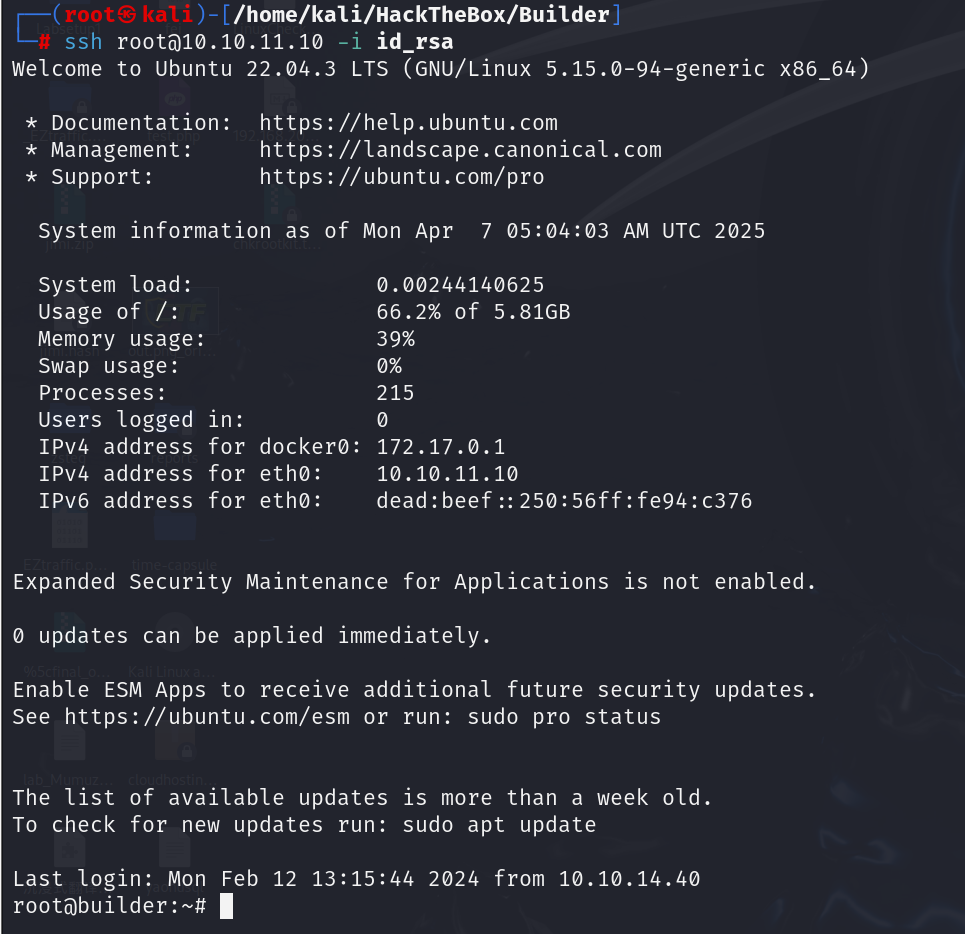 ┌──(root㉿kali)-[/home/kali/HackTheBox/Builder]
└─# ssh root@10.10.11.10 -i id_rsa
Welcome to Ubuntu 22.04.3 LTS (GNU/Linux 5.15.0-94-generic x86_64)
* Documentation:  https://help.ubuntu.com
* Management:     https://landscape.canonical.com
* Support:        https://ubuntu.com/pro
System information as of Mon Apr  7 05:04:03 AM UTC 2025
System load:              0.00244140625
Usage of /:               66.2% of 5.81GB
Memory usage:             39%
Swap usage:               0%
Processes:                215
Users logged in:          0
IPv4 address for docker0: 172.17.0.1
IPv4 address for eth0:    10.10.11.10
IPv6 address for eth0:    dead:beef::250:56ff:fe94:c376
EZtraffic.o... time-capsule
Expanded Security Maintenance for Applications is not enabled.
0 updates can be applied immediately.
%5cfinal_o... Kali Linux a...
Enable ESM Apps to receive additional future security updates.
See https://ubuntu.com/esm or run: sudo pro status
lab_Mumuz... cloudhostin...
The list of available updates is more than a week old.
To check for new updates run: sudo apt update
Last login: Mon Feb 12 13:15:44 2024 from 10.10.14.40
root@builder:~#